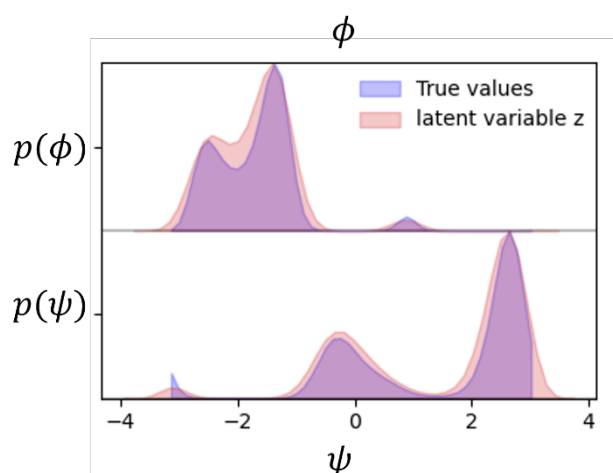 ϕ
True values
latent variable z
p(ϕ)
p(ψ)
−4 −2 0 2 4
ψ